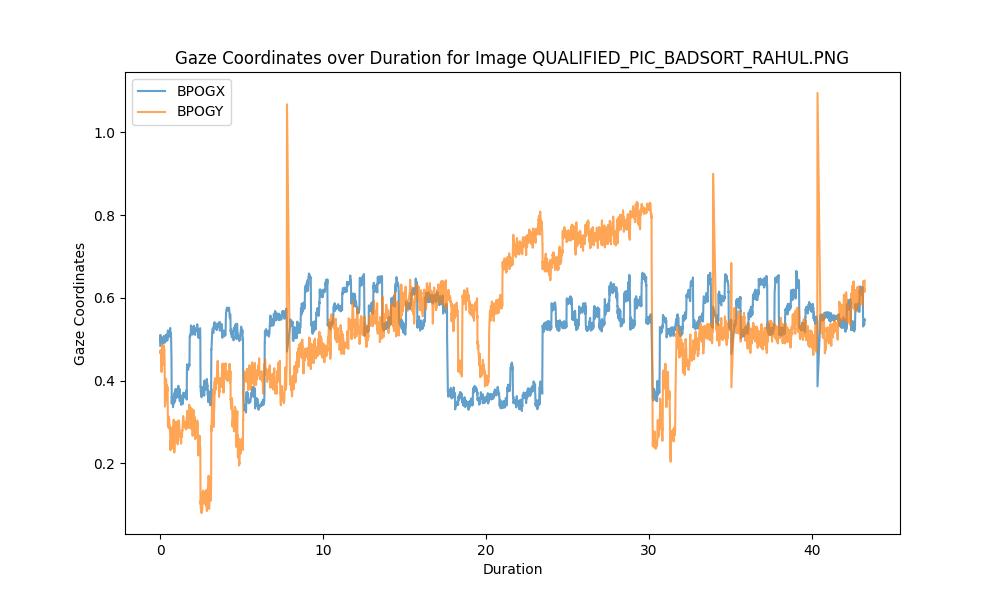 Gaze Coordinates over Duration for Image QUALIFIED_PIC_BADSORT_RAHUL.PNG
BPOGX
BPOGY
1.0
0.8
0.6
0.4
0.2
Gaze Coordinates
0 10 20 30 40
Duration